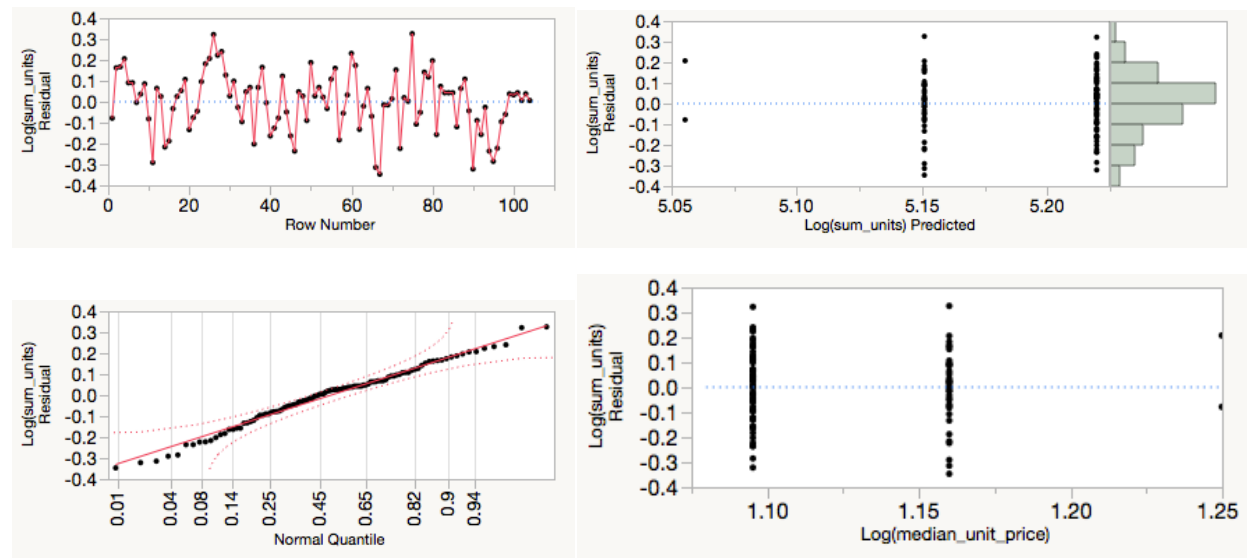 0.4
0.3
0.2
0.1
0.0
-0.1
-0.2
-0.3
-0.4
Log(sum_units)
Residual
0 20 40 60 80 100
Row Number
0.4
0.3
0.2
0.1
0.0
-0.1
-0.2
-0.3
-0.4
Log(sum_units)
Residual
5.05 5.10 5.15 5.20
Log(sum_units) Predicted
0.4
0.3
0.2
0.1
0.0
-0.1
-0.2
-0.3
-0.4
Log(sum_units)
Residual
0.01 0.04 0.08 0.14 0.25 0.45 0.65 0.82 0.9 0.94
Normal Quantile
0.4
0.3
0.2
0.1
0.0
-0.1
-0.2
-0.3
-0.4
Log(sum_units)
Residual
1.10 1.15 1.20 1.25
Log(median_unit_price)